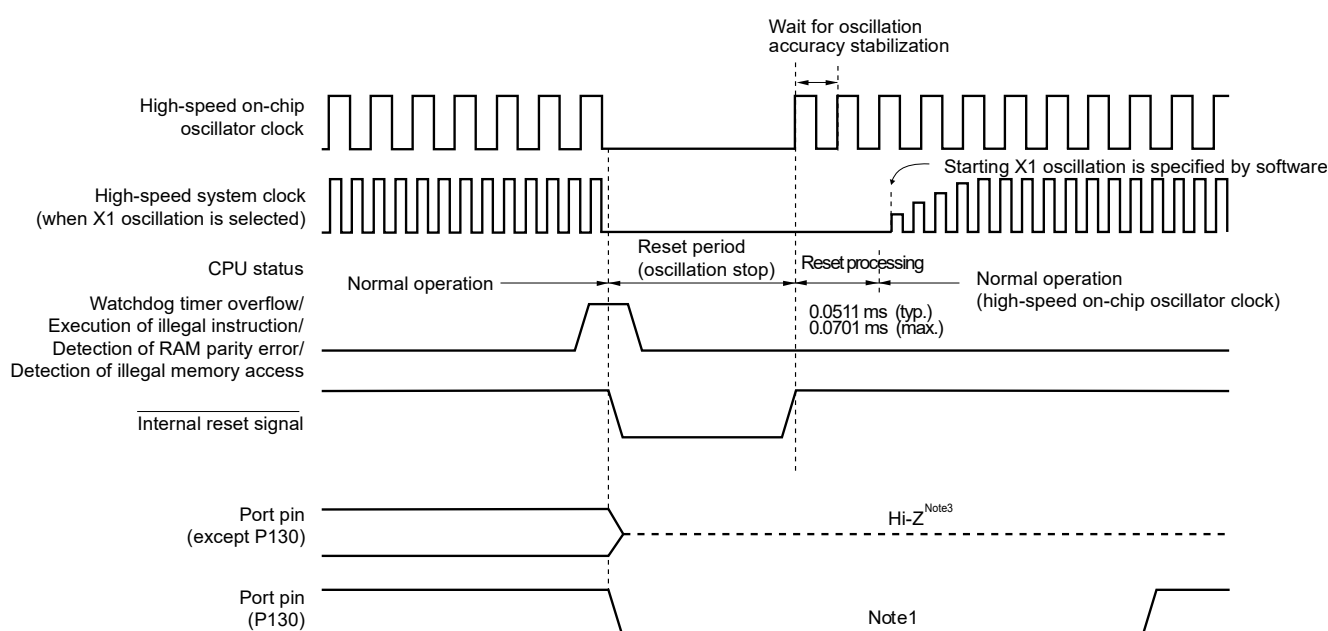 Wait for oscillation
accuracy stabilization
High-speed on-chip
oscillator clock
Starting X1 oscillation is specified by software
High-speed system clock
(when X1 oscillation is selected)
CPU status
Normal operation
Reset period
(oscillation stop)
Reset processing
Normal operation
(high-speed on-chip oscillator clock)
0.0511 ms (typ.)
0.0701 ms (max.)
Watchdog timer overflow/
Execution of illegal instruction/
Detection of RAM parity error/
Detection of illegal memory access
Internal reset signal
Port pin
(except P130)
Hi-Z Note3
Port pin
(P130)
Note1